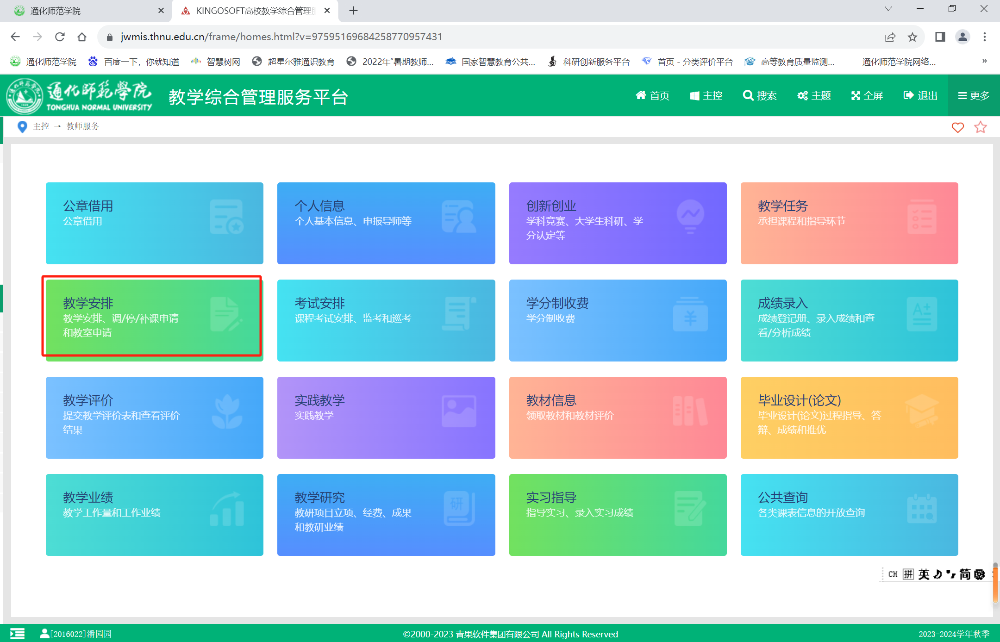 通化师范学院
KINGOSOFT高校教学综合管理
jwmis.thnu.edu.cn/frame/homes.html?v=97595169684258770957431
通化师范学院
百度一下，你就知道
智慧树网
超星尔雅通识教育
2022年“暑期教师...
国家智慧教育公共...
科研创新服务平台
首页 - 分类评价平台
高等教育质量监测...
通化师范学院网络...
»
通化师范學院
TONGHUA NORMAL UNIVERSITY
教学综合管理服务平台
首页
主控
搜索
主题
全屏
退出
更多
主控 → 教师服务
公章借用
公章借用
个人信息
个人基本信息、申报导师等
创新创业
学科竞赛、大学生科研、学
分认定等
教学任务
承担课程和指导环节
教学安排
教学安排、调/停/补课申请
和教室申请
考试安排
课程考试安排、监考和巡考
学分制收费
学分制收费
成绩录入
成绩登记册、录入成绩和查
看/分析成绩
教学评价
提交教学评价表和查看评价
结果
实践教学
实践教学
教材信息
领取教材和教材评价
毕业设计(论文)
毕业设计(论文)过程指导、答
辩、成绩和推优
教学业绩
教学工作量和工作业绩
教学研究
教研项目立项、经费、成果
和教研业绩
研
实习指导
指导实习、录入实习成绩
公共查询
各类课表信息的开放查询
CH 拼 英 简
[2016022]潘园园
©2000-2023 青果软件集团有限公司 All Rights Reserved
2023-2024学年秋季